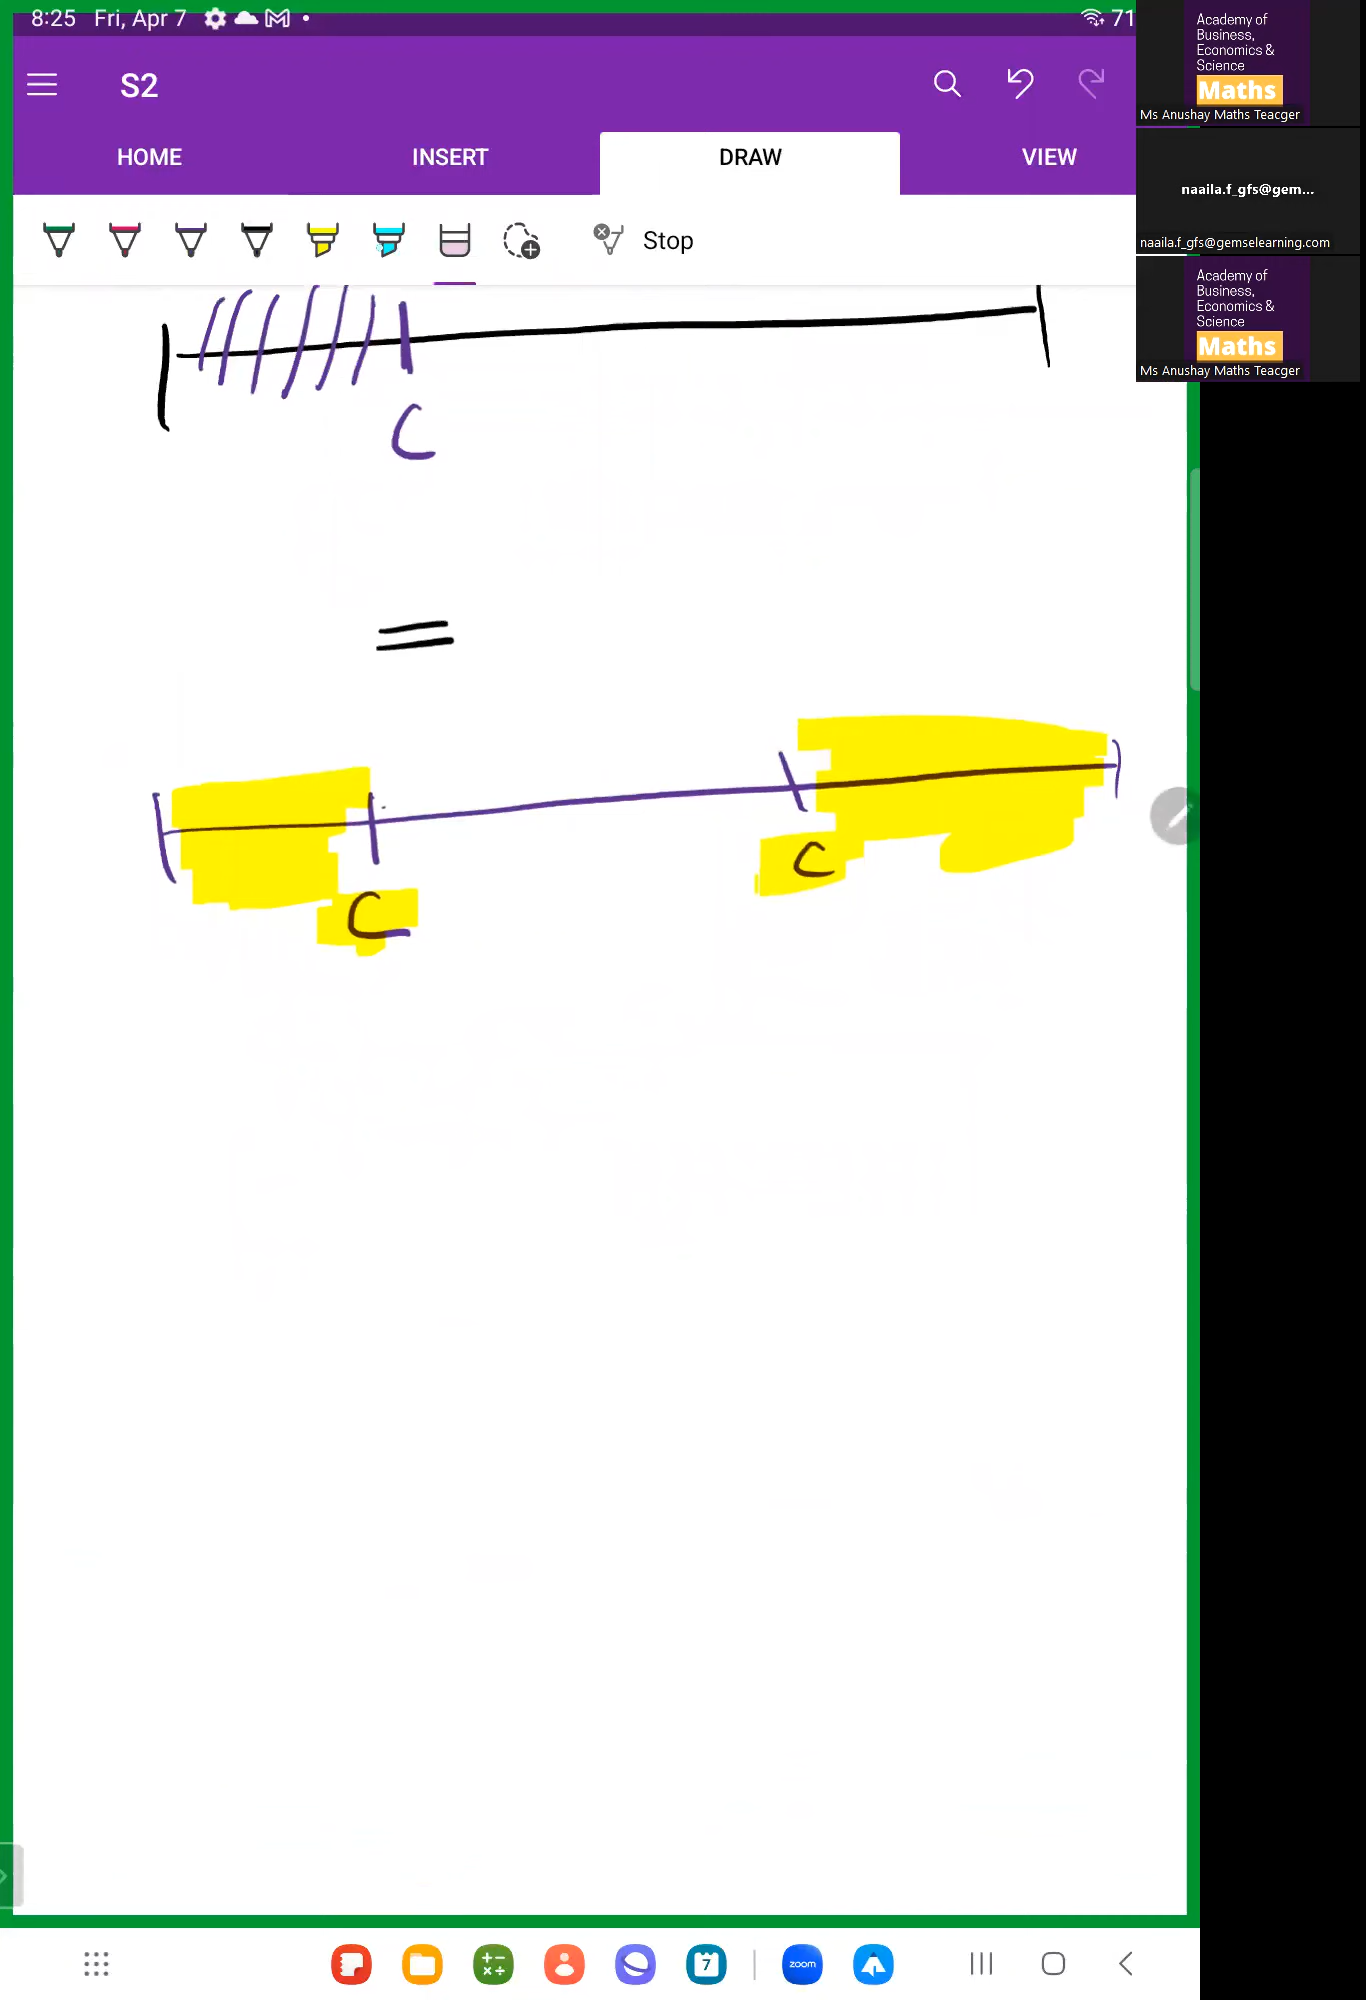 8:25 Fri, Apr 7
71
S2
HOME INSERT DRAW VIEW
Stop
Academy of
Business,
Economics &
Science
Maths
Ms Anushay Maths Teacger
naaila.f_gfs@gem...
naaila.f_gfs@gemselearning.com
Academy of
Business,
Economics &
Science
Maths
Ms Anushay Maths Teacger
C
=
C
C
7
zoom